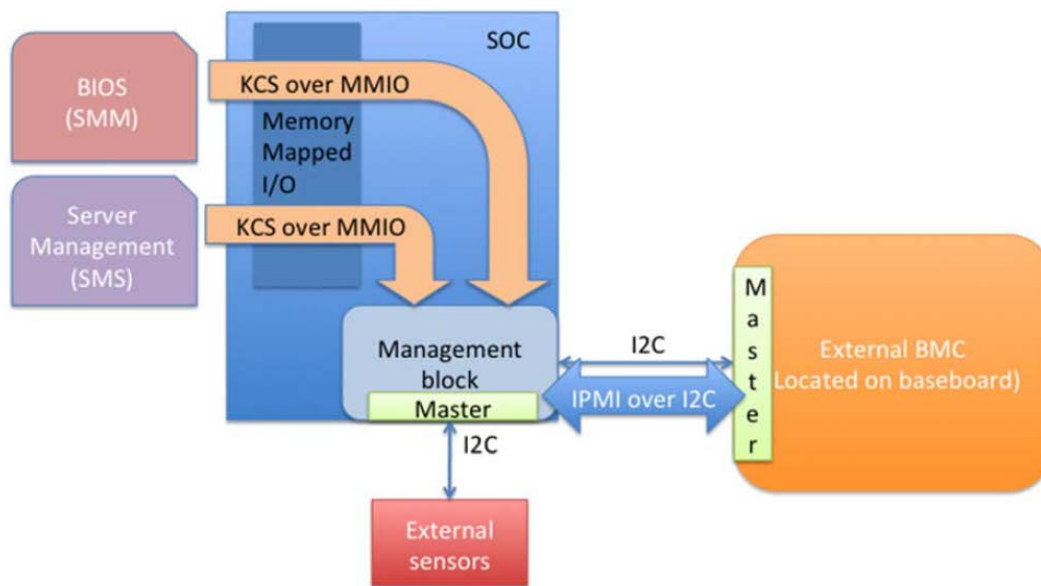 SOC
BIOS
(SMM)
KCS over MMIO
Memory
Mapped
I/O
Server
Management
(SMS)
KCS over MMIO
Management
block
Master
I2C
IPMI over I2C
Master
External BMC
Located on baseboard)
I2C
External
sensors